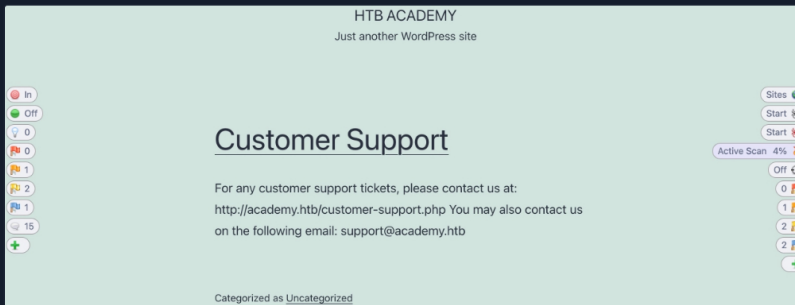 HTB ACADEMY
Just another WordPress site
In
Off
0
0
1
2
1
15
Sites
Start
Start
Active Scan 4%
Off
0
1
2
2
Customer Support
For any customer support tickets, please contact us at:
http://academy.htb/customer-support.php You may also contact us
on the following email: support@academy.htb
Categorized as Uncategorized